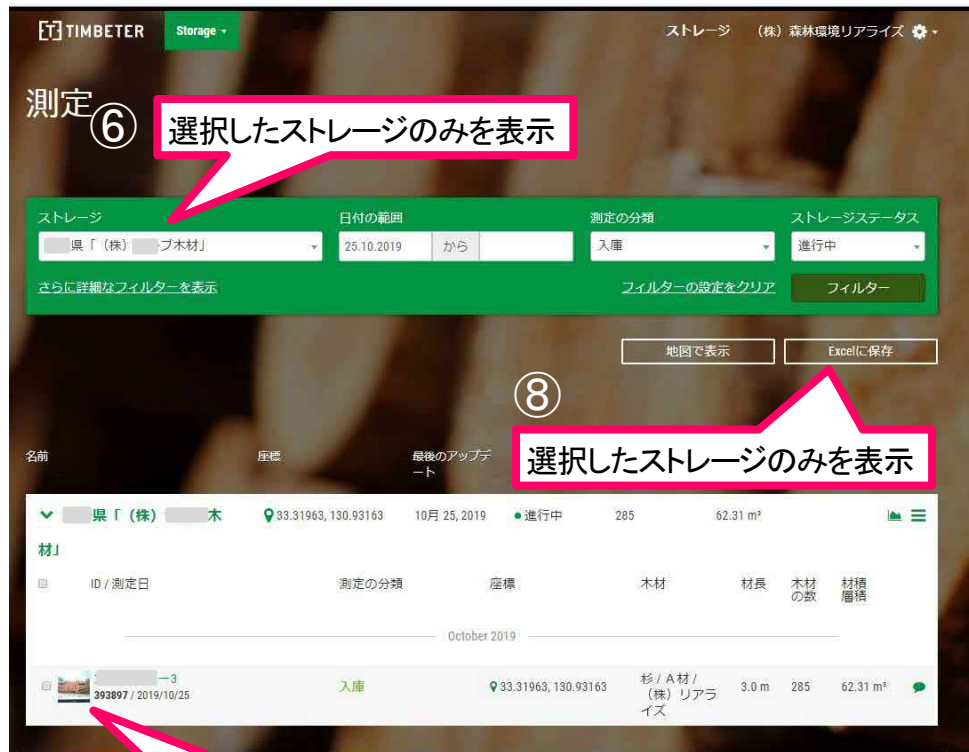 TIMBETER Storage ストレージ (株) 森林環境リアライズ
測定
⑥ 選択したストレージのみを表示
ストレージ 日付の範囲 測定の分類 ストレージステータス
県「(株) プ木材」 25.10.2019 から 入庫 進行中
さらに詳細なフィルターを表示 フィルターの設定をクリア フィルター
地図で表示 Excelに保存
⑧
選択したストレージのみを表示
名前 座標 最後のアップデ
ート
県「(株) 木 33.31963, 130.93163 10月 25, 2019 進行中 285 62.31 m³
材」
ID / 測定日 測定の分類 座標 木材 材長 木材 材積
の数 層積
October 2019
ー3 杉 / A材 /
393897 / 2019/10/25 入庫 33.31963, 130.93163 (株) リアラ 3.0 m 285 62.31 m³
イズ